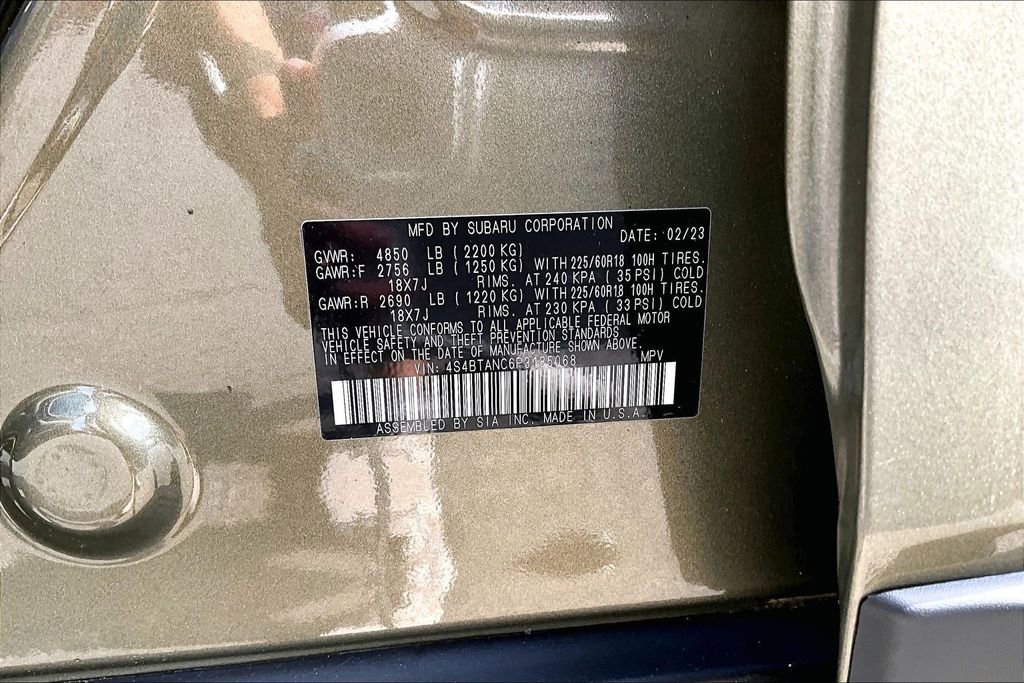 MFD BY SUBARU CORPORATION DATE: 02/23
GVWR: 4850 LB (2200 KG)
GAWR:F 2756 LB (1250 KG) WITH 225/60R18 100H TIRES.
18X7J RIMS. AT 240 KPA (35 PSI) COLD
GAWR:R 2690 LB (1220 KG) WITH 225/60R18 100H TIRES.
18X7J RIMS. AT 230 KPA (33 PSI) COLD
THIS VEHICLE CONFORMS TO ALL APPLICABLE FEDERAL MOTOR
VEHICLE SAFETY AND THEFT PREVENTION STANDARDS
IN EFFECT ON THE DATE OF MANUFACTURE SHOWN ABOVE.
VIN: 4S4BTANC6P3185068 MPV
ASSEMBLED BY SIA INC. MADE IN U.S.A.